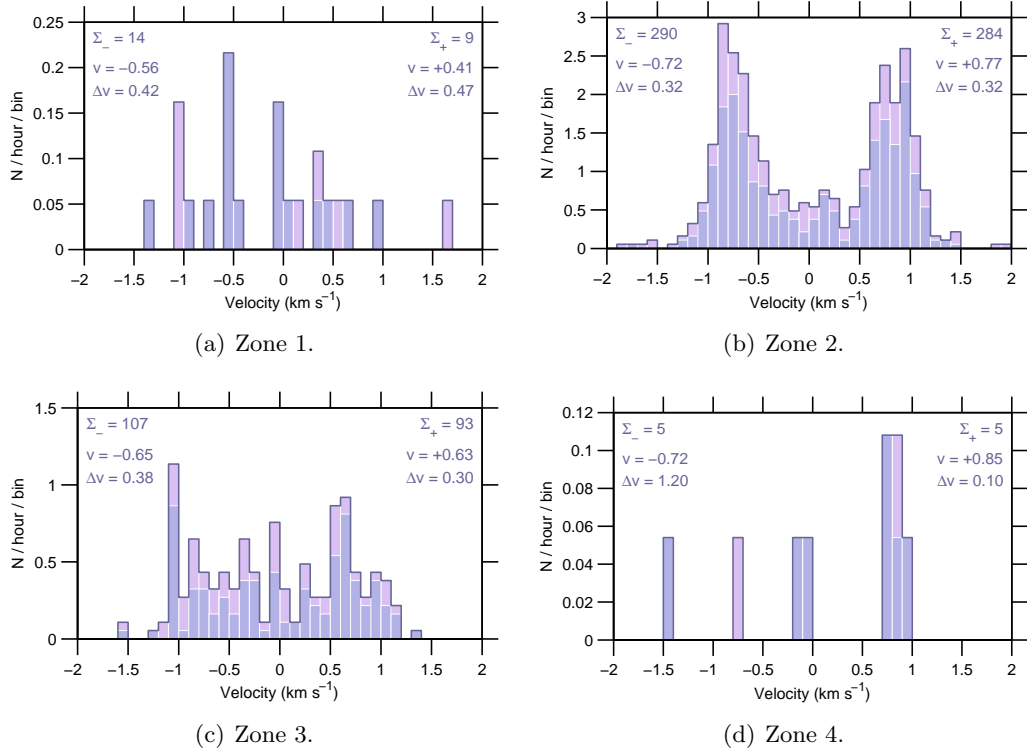 0.25
0.2
0.15
0.1
0.05
0
N / hour / bin
Σ− = 14
v = −0.56
Δv = 0.42
Σ+ = 9
v = +0.41
Δv = 0.47
−2 −1.5 −1 −0.5 0 0.5 1 1.5 2
Velocity (km s⁻¹)
(a) Zone 1.
3
2.5
2
1.5
1
0.5
0
N / hour / bin
Σ− = 290
v = −0.72
Δv = 0.32
Σ+ = 284
v = +0.77
Δv = 0.32
−2 −1.5 −1 −0.5 0 0.5 1 1.5 2
Velocity (km s⁻¹)
(b) Zone 2.
1.5
1
0.5
0
N / hour / bin
Σ− = 107
v = −0.65
Δv = 0.38
Σ+ = 93
v = +0.63
Δv = 0.30
−2 −1.5 −1 −0.5 0 0.5 1 1.5 2
Velocity (km s⁻¹)
(c) Zone 3.
0.12
0.1
0.08
0.06
0.04
0.02
0
N / hour / bin
Σ− = 5
v = −0.72
Δv = 1.20
Σ+ = 5
v = +0.85
Δv = 0.10
−2 −1.5 −1 −0.5 0 0.5 1 1.5 2
Velocity (km s⁻¹)
(d) Zone 4.